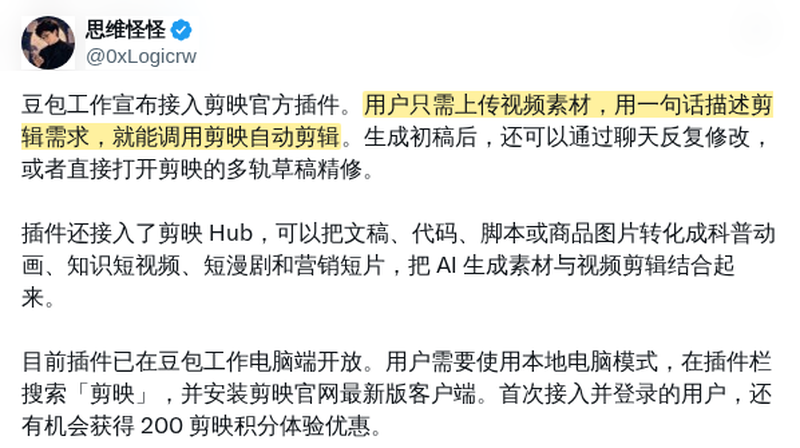 思维怪怪
@0xLogicrw
豆包工作宣布接入剪映官方插件。用户只需上传视频素材，用一句话描述剪
辑需求，就能调用剪映自动剪辑。生成初稿后，还可以通过聊天反复修改，
或者直接打开剪映的多轨草稿精修。
插件还接入了剪映 Hub，可以把文稿、代码、脚本或商品图片转化成科普动
画、知识短视频、短漫剧和营销短片，把 AI 生成素材与视频剪辑结合起
来。
目前插件已在豆包工作电脑端开放。用户需要使用本地电脑模式，在插件栏
搜索「剪映」，并安装剪映官网最新版客户端。首次接入并登录的用户，还
有机会获得 200 剪映积分体验优惠。